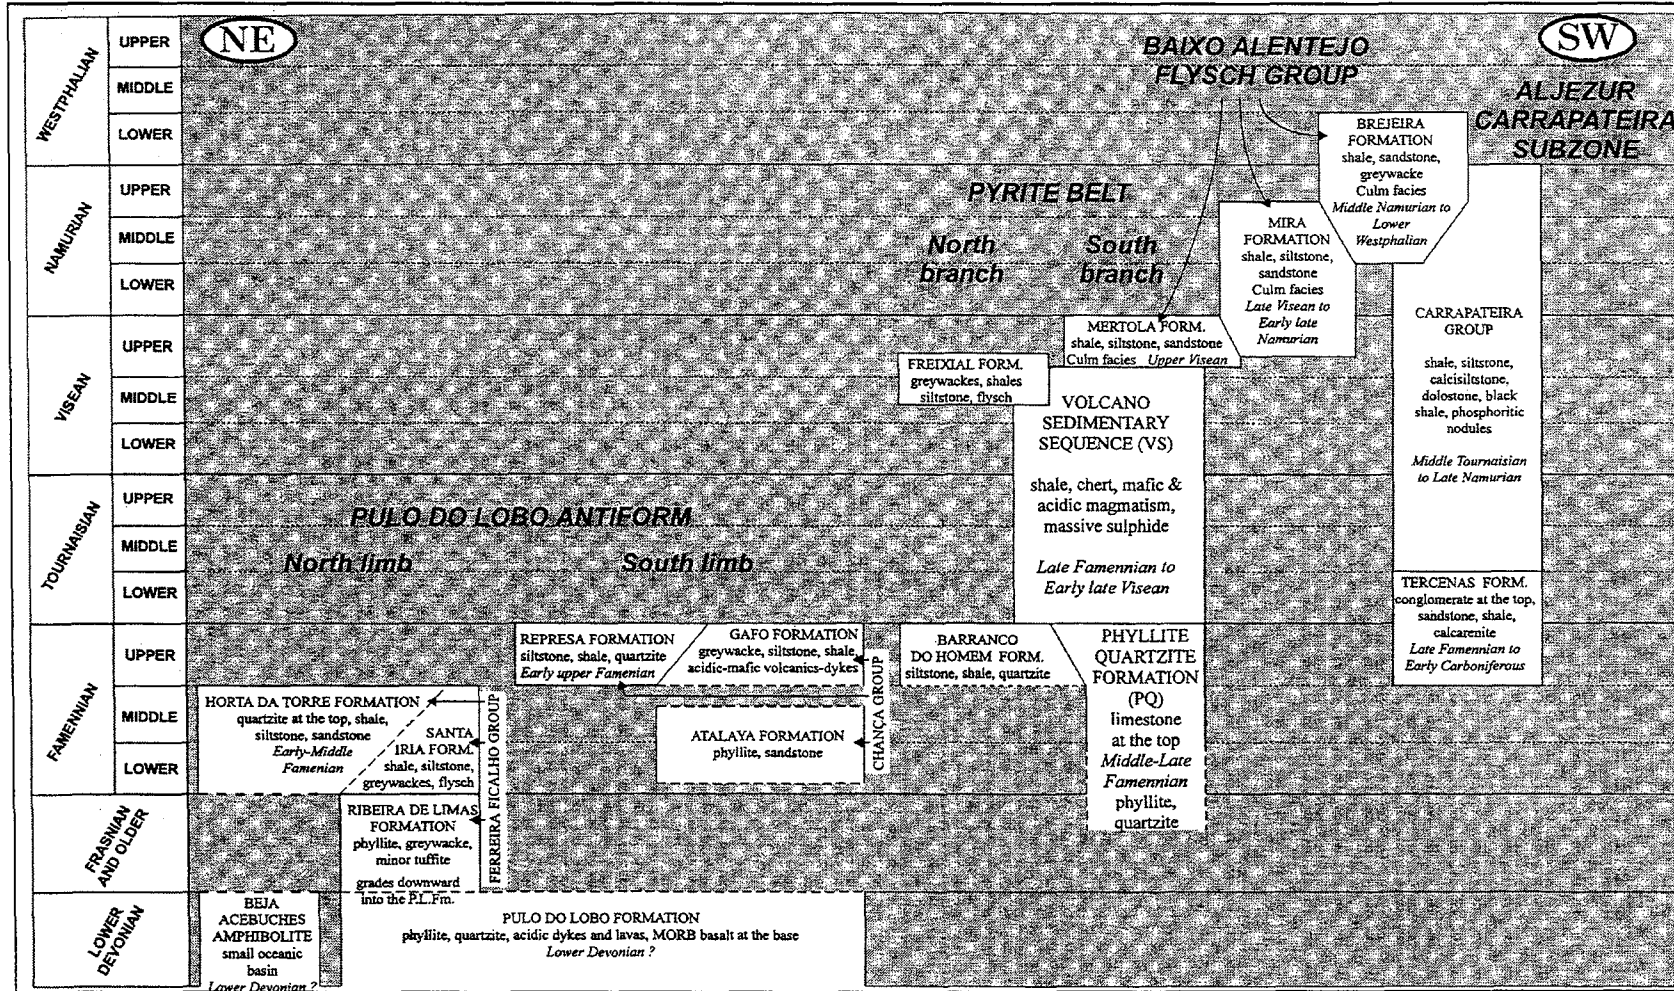 NE
SW
WESTPHALIAN
UPPER
MIDDLE
LOWER
NAMURIAN
UPPER
MIDDLE
LOWER
VISEAN
UPPER
MIDDLE
LOWER
TOURNAISIAN
UPPER
MIDDLE
LOWER
FAMENNIAN
UPPER
MIDDLE
LOWER
FRASNIAN
AND OLDER
LOWER
DEVONIAN
BAIXO ALENTEJO
FLYSCH GROUP
ALJEZUR
CARRAPATEIRA
SUBZONE
PYRITE BELT
North
branch
South
branch
PULO DO LOBO ANTIFORM
North limb
South limb
BREJEIRA
FORMATION
shale, sandstone,
greywacke
Culm facies
Middle Namurian to
Lower
Westphalian
MIRA
FORMATION
shale, siltstone,
sandstone
Culm facies
Late Visean to
Early late
Namurian
MERTOLA FORM.
shale, siltstone, sandstone
Culm facies Upper Visean
FREIXIAL FORM.
greywackes, shales
siltstone, flysch
VOLCANO
SEDIMENTARY
SEQUENCE (VS)
shale, chert, mafic &
acidic magmatism,
massive sulphide
Late Famennian to
Early late Visean
CARRAPATEIRA
GROUP
shale, siltstone,
calcisiltstone,
dolostone, black
shale, phosphoritic
nodules
Middle Tournaisian
to Late Namurian
TERCENAS FORM.
conglomerate at the top,
sandstone, shale,
calcarenite
Late Famennian to
Early Carboniferous
REPRESA FORMATION
siltstone, shale, quartzite
Early upper Famenian
GAFO FORMATION
greywacke, siltstone, shale,
acidic-mafic volcanics-dykes
CHANÇA GROUP
BARRANCO
DO HOMEM FORM.
siltstone, shale, quartzite
PHYLLITE
QUARTZITE
FORMATION
(PQ)
limestone
at the top
Middle-Late
Famennian
phyllite,
quartzite
HORTA DA TORRE FORMATION
quartzite at the top, shale,
siltstone, sandstone
Early-Middle
Famenian
SANTA
IRIA FORM.
shale, siltstone,
greywackes, flysch
FERREIRA FICALHO GROUP
ATALAYA FORMATION
phyllite, sandstone
RIBEIRA DE LIMAS
FORMATION
phyllite, greywacke,
minor tuffite
grades downward
into the P.L.Fm.
BEJA
ACEBUCHES
AMPHIBOLITE
small oceanic
basin
Lower Devonian ?
PULO DO LOBO FORMATION
phyllite, quartzite, acidic dykes and lavas, MORB basalt at the base
Lower Devonian ?